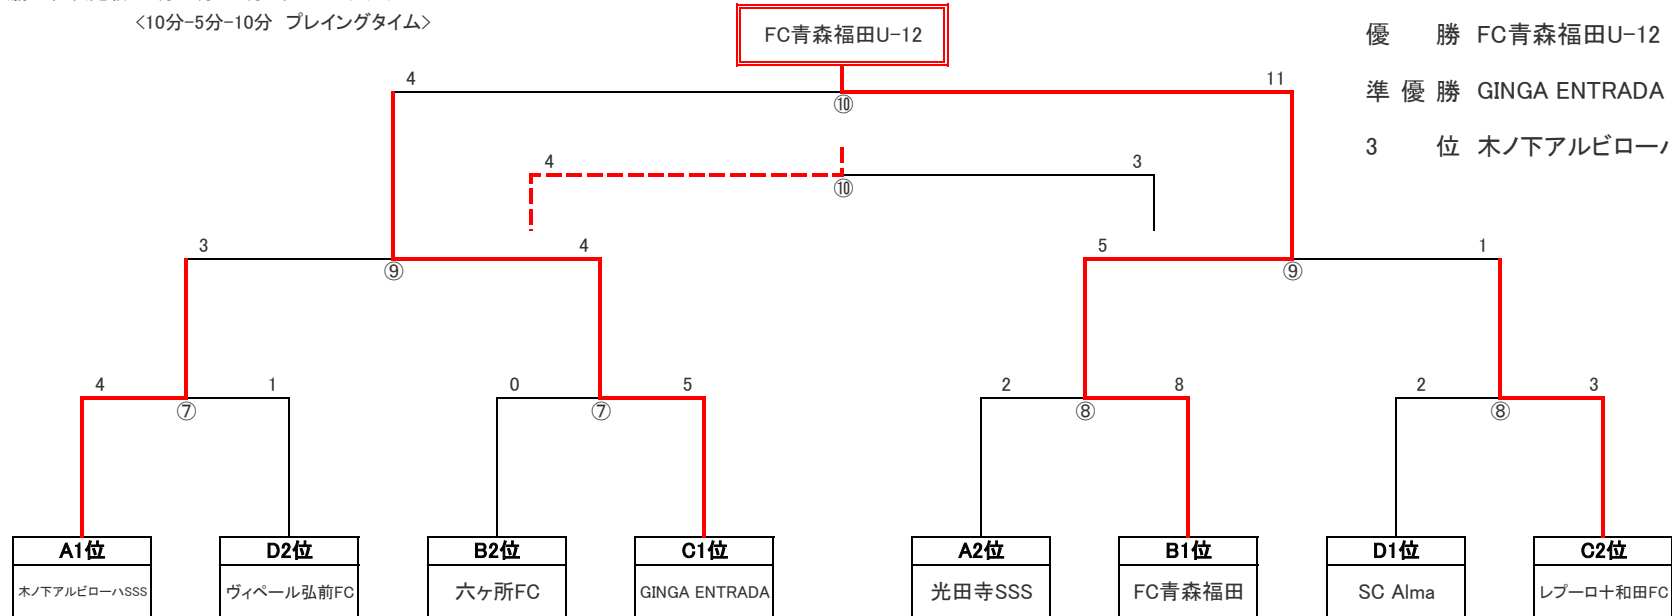 <10分-5分-10分 プレイングタイム>
FC青森福田U-12
優 勝 FC青森福田U-12
準 優 勝 GINGA ENTRADA
3 位 木ノ下アルビロー
4 11
⑩
4 3
⑩
3 4 5 1
⑨ ⑨
4 1 0 5 2 8 2 3
⑦ ⑦ ⑧ ⑧
A1位 D2位 B2位 C1位 A2位 B1位 D1位 C2位
木ノ下アルビローハSSS ヴィペール弘前FC 六ヶ所FC GINGA ENTRADA 光田寺SSS FC青森福田 SC Alma レプーロ十和田FC